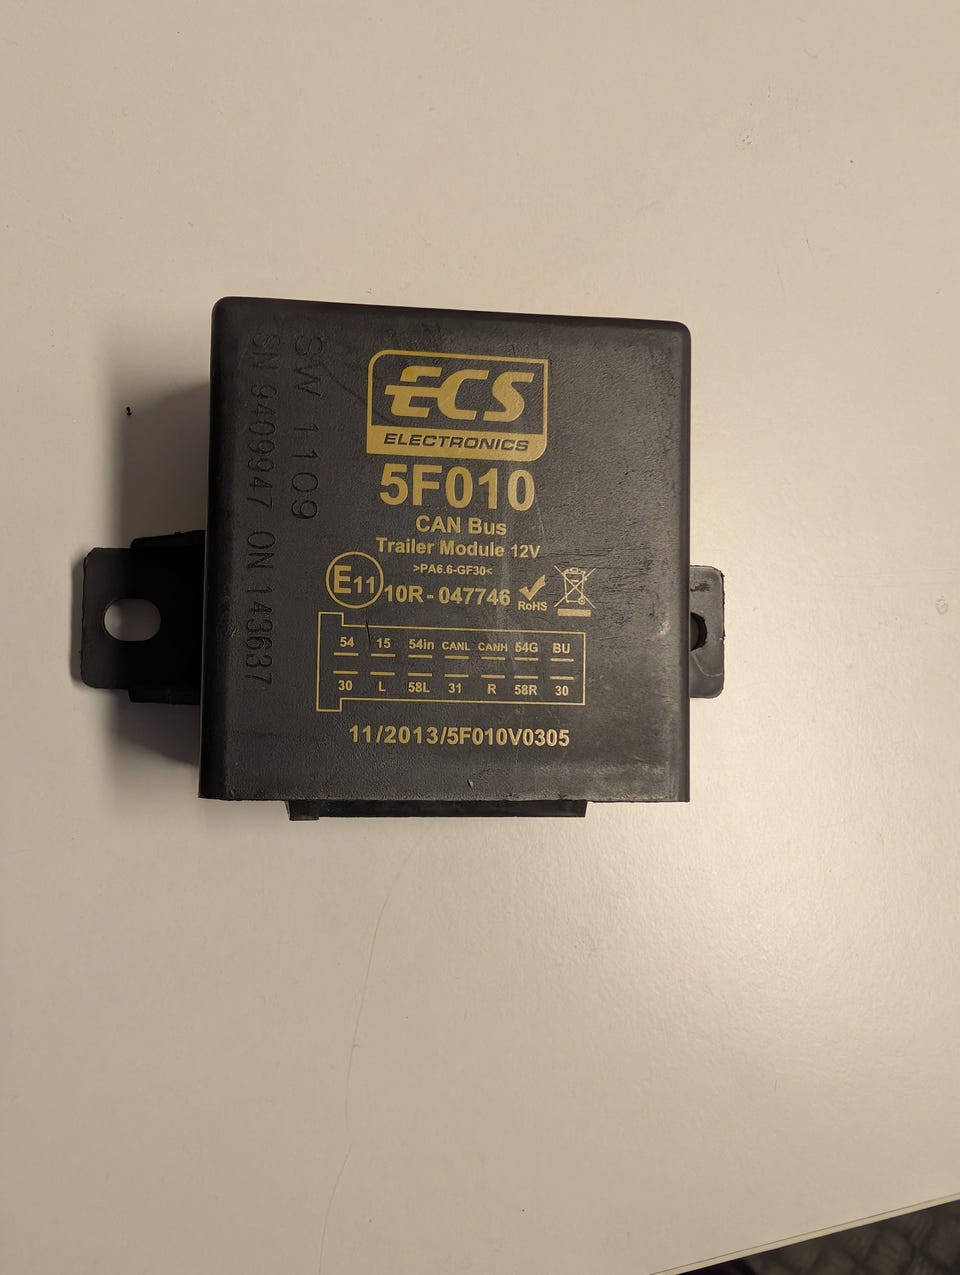 ECS
ELECTRONICS
5F010
CAN Bus
Trailer Module 12V
>PA6.6-GF30<
E11 10R - 047746 RoHS
54 15 54in CANL CANH 54G BU
30 L 58L 31 R 58R 30
11/2013/5F010V0305
SW 1109
SN 9409947 ON 143637